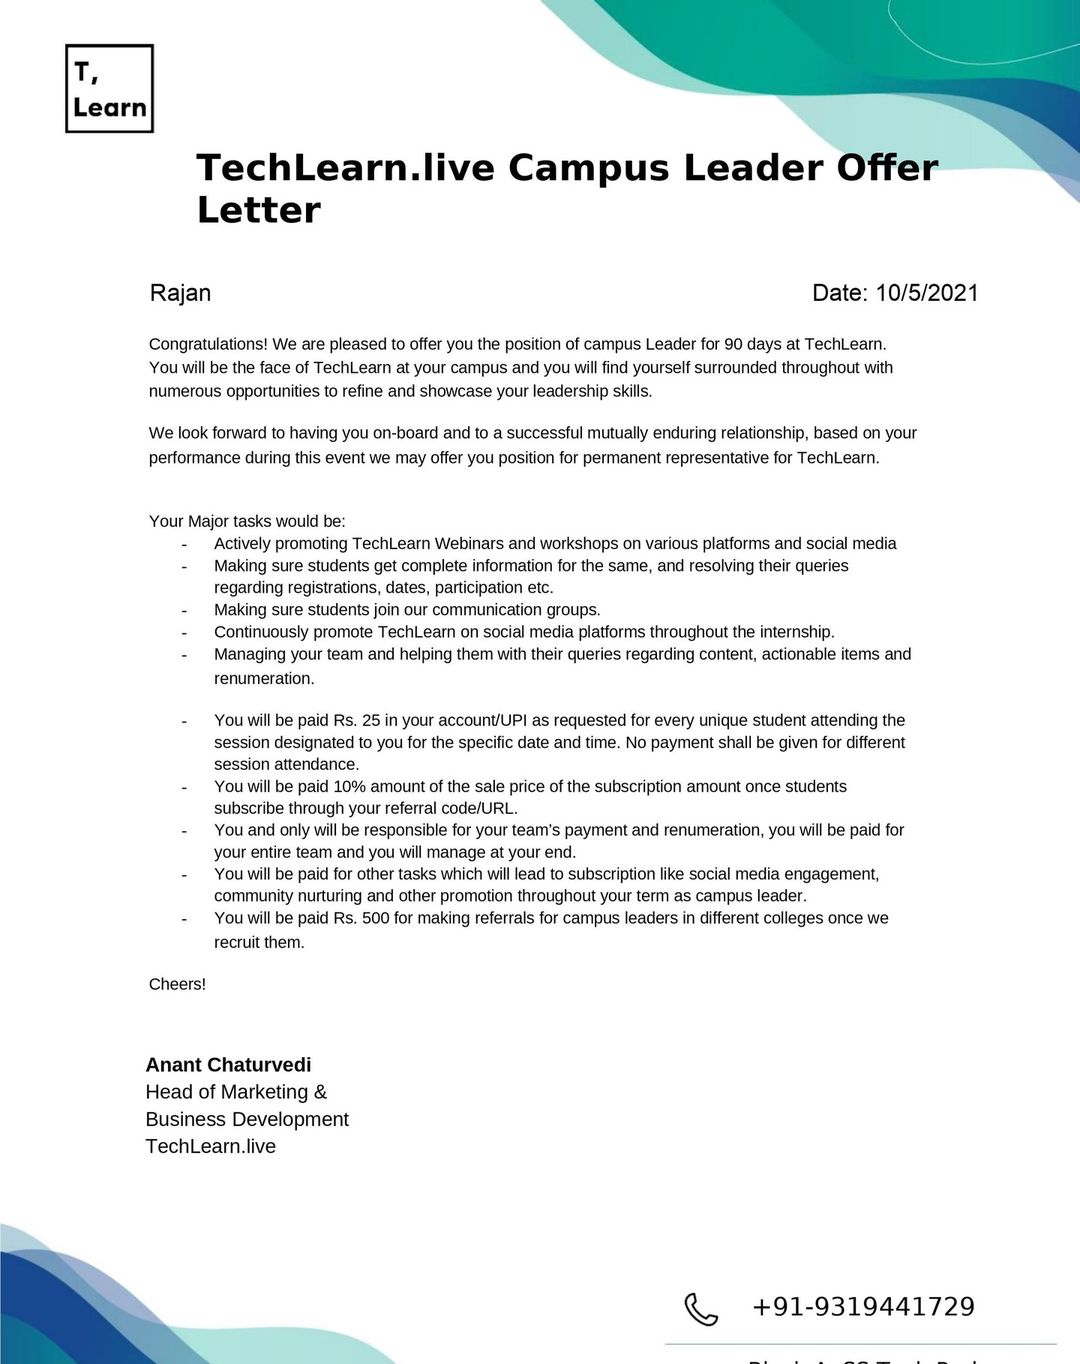 T,
Learn
TechLearn.live Campus Leader Offer
Letter
Rajan Date: 10/5/2021
Congratulations! We are pleased to offer you the position of campus Leader for 90 days at TechLearn.
You will be the face of TechLearn at your campus and you will find yourself surrounded throughout with
numerous opportunities to refine and showcase your leadership skills.
We look forward to having you on-board and to a successful mutually enduring relationship, based on your
performance during this event we may offer you position for permanent representative for TechLearn.
Your Major tasks would be:
- Actively promoting TechLearn Webinars and workshops on various platforms and social media
- Making sure students get complete information for the same, and resolving their queries
regarding registrations, dates, participation etc.
- Making sure students join our communication groups.
- Continuously promote TechLearn on social media platforms throughout the internship.
- Managing your team and helping them with their queries regarding content, actionable items and
renumeration.
- You will be paid Rs. 25 in your account/UPI as requested for every unique student attending the
session designated to you for the specific date and time. No payment shall be given for different
session attendance.
- You will be paid 10% amount of the sale price of the subscription amount once students
subscribe through your referral code/URL.
- You and only will be responsible for your team’s payment and renumeration, you will be paid for
your entire team and you will manage at your end.
- You will be paid for other tasks which will lead to subscription like social media engagement,
community nurturing and other promotion throughout your term as campus leader.
- You will be paid Rs. 500 for making referrals for campus leaders in different colleges once we
recruit them.
Cheers!
Anant Chaturvedi
Head of Marketing &
Business Development
TechLearn.live
+91-9319441729